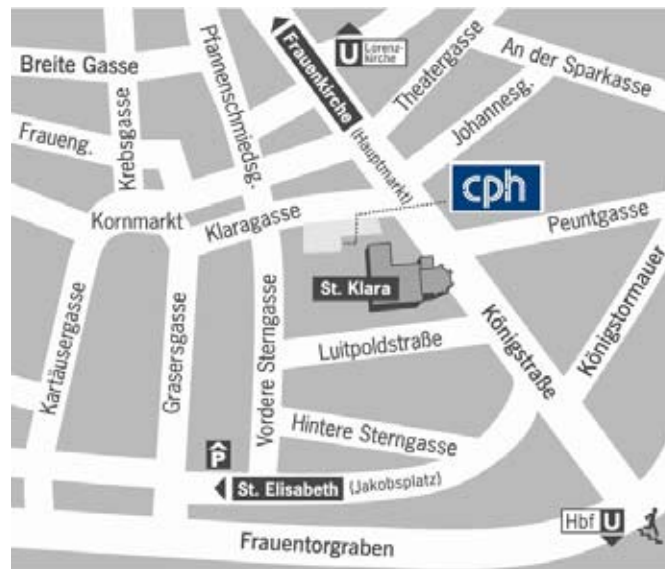 Breite Gasse
Fraueng.
Krebsgasse
Pfannenschmiedsg.
Frauenkirche
(Hauptmarkt)
U
Lorenz-
kirche
Theatergasse
An der Sparkasse
Johannesg.
cph
Kornmarkt
Klaragasse
Peuntgasse
St. Klara
Königstormauer
Königstraße
Luitpoldstraße
Kartäusergasse
Grasersgasse
Vordere Sterngasse
Hintere Sterngasse
P
St. Elisabeth (Jakobsplatz)
Hbf U
Frauentorgraben